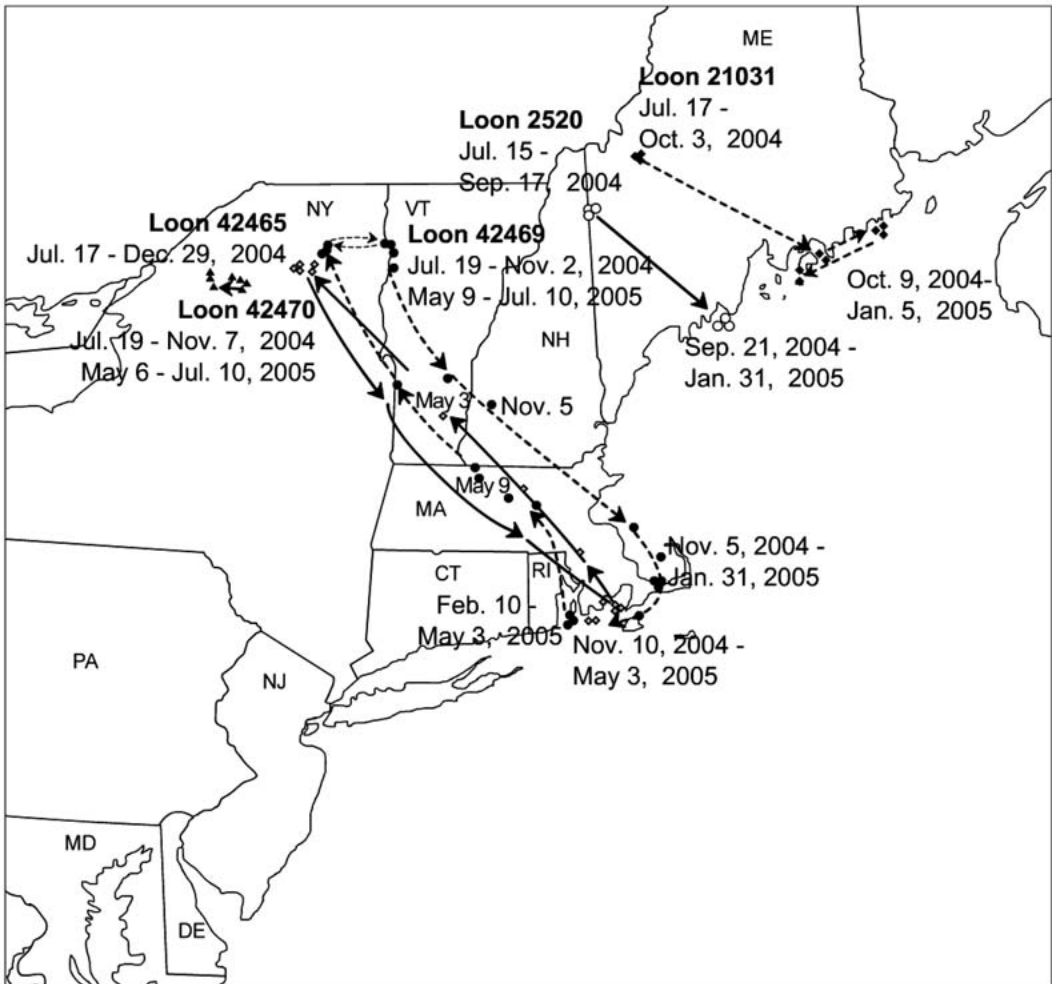 ME
Loon 21031
Jul. 17 -
Oct. 3, 2004
Loon 2520
Jul. 15 -
Sep. 17, 2004
NY
VT
Loon 42465
Jul. 17 - Dec. 29, 2004
Loon 42469
Jul. 19 - Nov. 2, 2004
May 9 - Jul. 10, 2005
Oct. 9, 2004-
Jan. 5, 2005
Loon 42470
Jul. 19 - Nov. 7, 2004
May 6 - Jul. 10, 2005
NH
Sep. 21, 2004 -
Jan. 31, 2005
May 3
Nov. 5
May 9
MA
Nov. 5, 2004 -
Jan. 31, 2005
CT
RI
Feb. 10 -
May 3, 2005
Nov. 10, 2004 -
May 3, 2005
PA
NJ
MD
DE